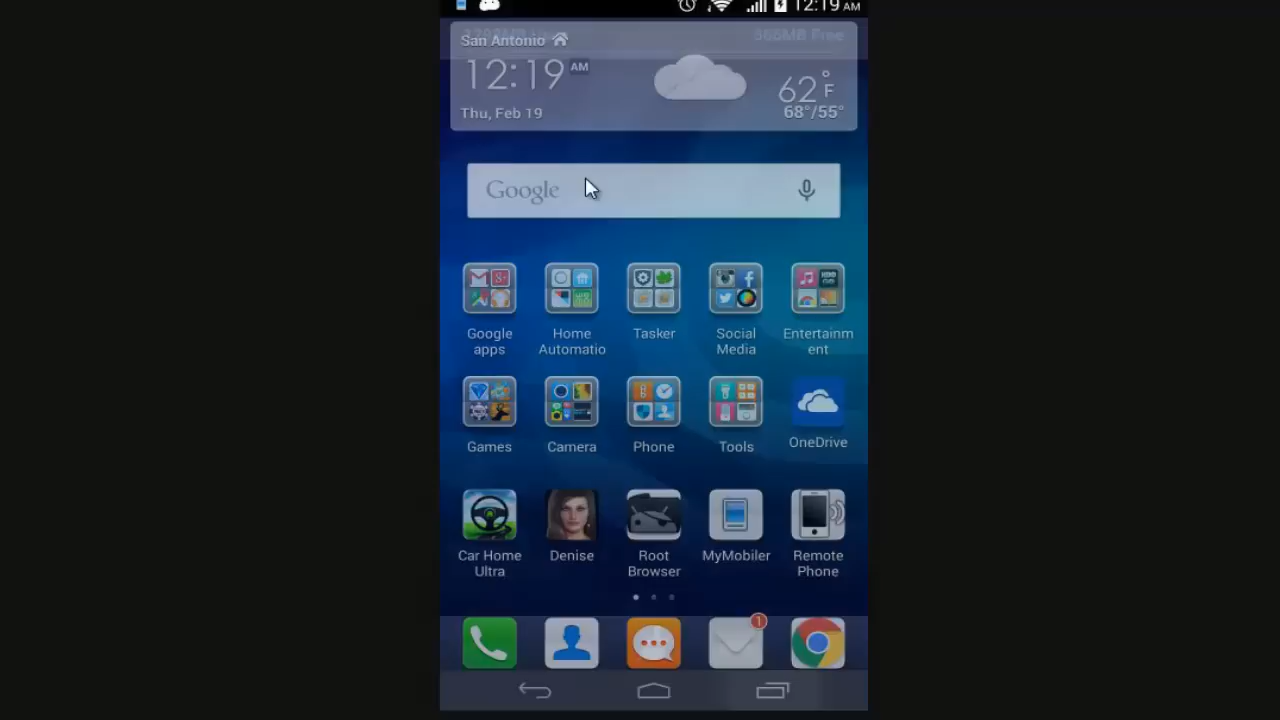 12:19 AM
San Antonio
565MB Free
12:19 AM
62°F
Thu, Feb 19
68°/55°
Google
Google apps
Home Automatio
Tasker
Social Media
Entertainm
ent
Games
Camera
Phone
Tools
OneDrive
Car Home Ultra
Denise
Root Browser
MyMobiler
Remote Phone
1